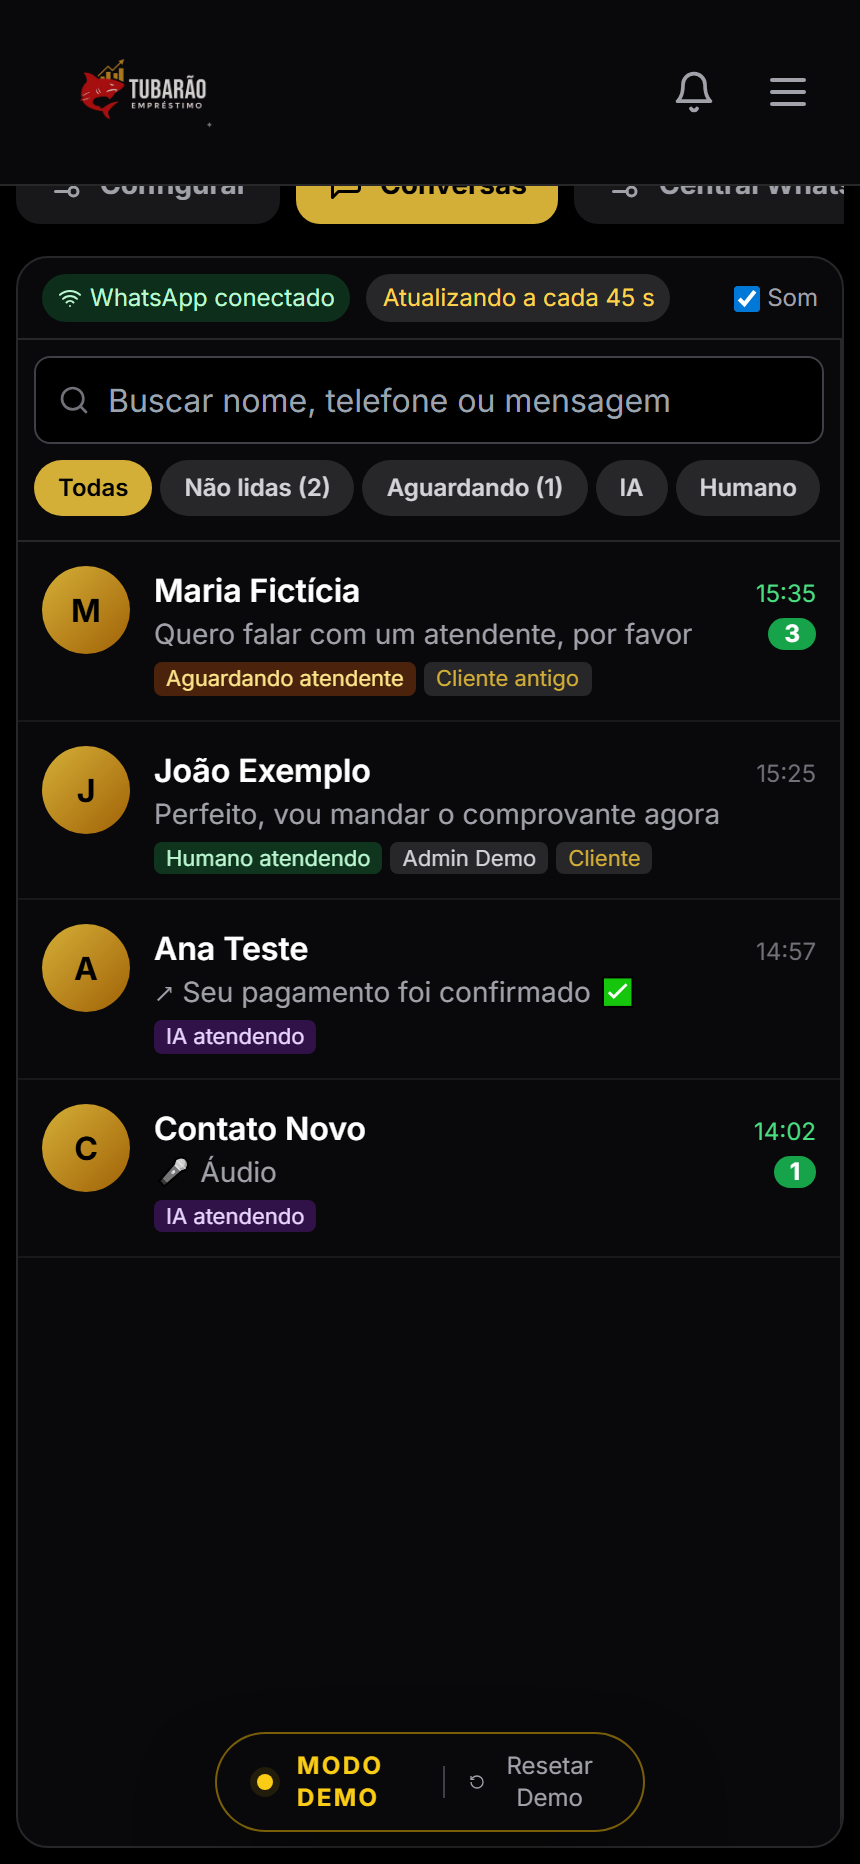 TUBARÃO
EMPRÉSTIMO
Configurar
Conversas
Central Whats
WhatsApp conectado
Atualizando a cada 45 s
Som
Buscar nome, telefone ou mensagem
Todas
Não lidas (2)
Aguardando (1)
IA
Humano
M
Maria Fictícia
15:35
Quero falar com um atendente, por favor
3
Aguardando atendente
Cliente antigo
J
João Exemplo
15:25
Perfeito, vou mandar o comprovante agora
Humano atendendo
Admin Demo
Cliente
A
Ana Teste
14:57
↗ Seu pagamento foi confirmado ✅
IA atendendo
C
Contato Novo
14:02
🎤 Áudio
1
IA atendendo
MODO
DEMO
Resetar
Demo